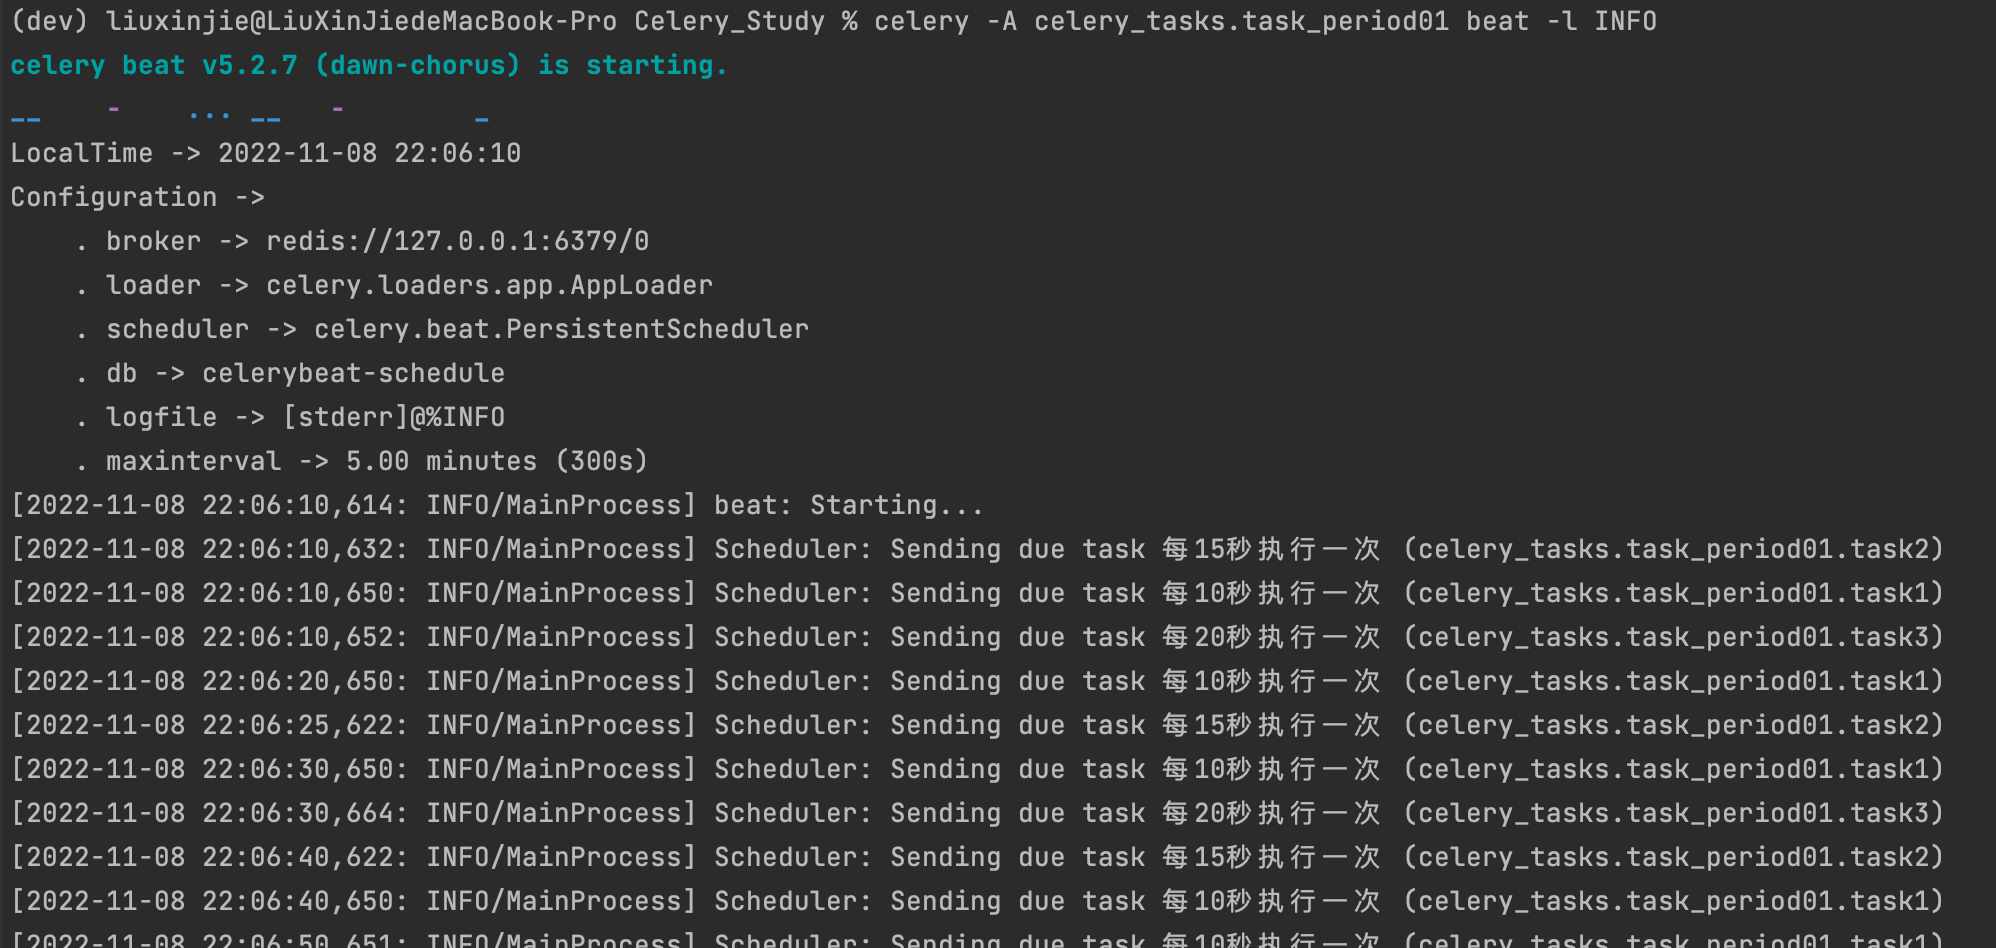 (dev) liuxinjie@LiuXinJiedeMacBook-Pro Celery_Study % celery -A celery_tasks.task_period01 beat -l INFO
celery beat v5.2.7 (dawn-chorus) is starting.
__    -    ... __   -        _
LocalTime -> 2022-11-08 22:06:10
Configuration ->
    . broker -> redis://127.0.0.1:6379/0
    . loader -> celery.loaders.app.AppLoader
    . scheduler -> celery.beat.PersistentScheduler
    . db -> celerybeat-schedule
    . logfile -> [stderr]@%INFO
    . maxinterval -> 5.00 minutes (300s)
[2022-11-08 22:06:10,614: INFO/MainProcess] beat: Starting...
[2022-11-08 22:06:10,632: INFO/MainProcess] Scheduler: Sending due task 每15秒执行一次 (celery_tasks.task_period01.task2)
[2022-11-08 22:06:10,650: INFO/MainProcess] Scheduler: Sending due task 每10秒执行一次 (celery_tasks.task_period01.task1)
[2022-11-08 22:06:10,652: INFO/MainProcess] Scheduler: Sending due task 每20秒执行一次 (celery_tasks.task_period01.task3)
[2022-11-08 22:06:20,650: INFO/MainProcess] Scheduler: Sending due task 每10秒执行一次 (celery_tasks.task_period01.task1)
[2022-11-08 22:06:25,622: INFO/MainProcess] Scheduler: Sending due task 每15秒执行一次 (celery_tasks.task_period01.task2)
[2022-11-08 22:06:30,650: INFO/MainProcess] Scheduler: Sending due task 每10秒执行一次 (celery_tasks.task_period01.task1)
[2022-11-08 22:06:30,664: INFO/MainProcess] Scheduler: Sending due task 每20秒执行一次 (celery_tasks.task_period01.task3)
[2022-11-08 22:06:40,622: INFO/MainProcess] Scheduler: Sending due task 每15秒执行一次 (celery_tasks.task_period01.task2)
[2022-11-08 22:06:40,650: INFO/MainProcess] Scheduler: Sending due task 每10秒执行一次 (celery_tasks.task_period01.task1)
[2022-11-08 22:06:50,651: INFO/MainProcess] Scheduler: Sending due task 每10秒执行一次 (celery_tasks.task_period01.task1)